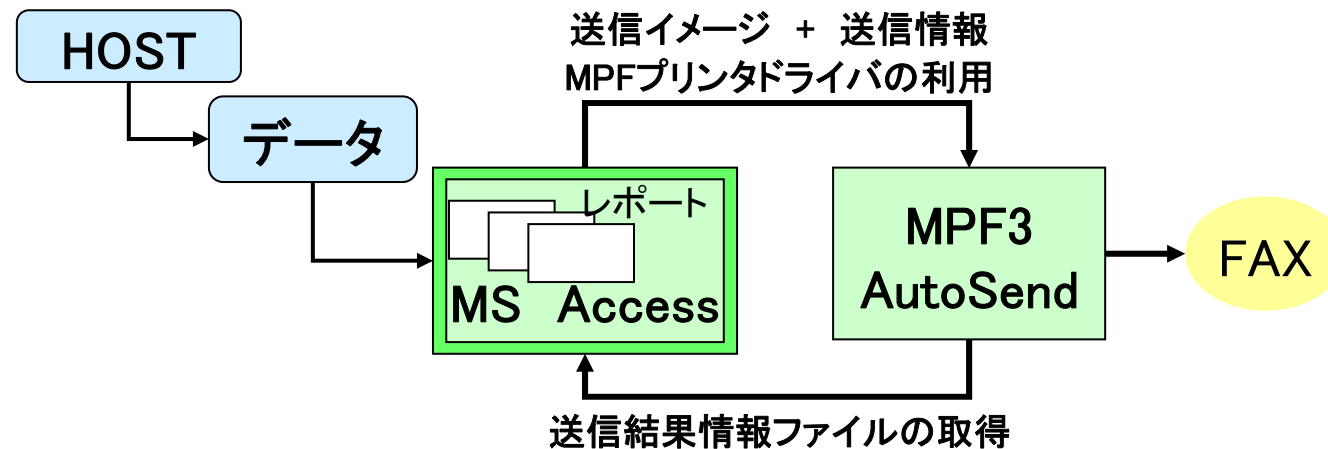 HOST
データ
送信イメージ + 送信情報
MPFプリンタドライバの利用
レポート
MS Access
MPF3
AutoSend
FAX
送信結果情報ファイルの取得